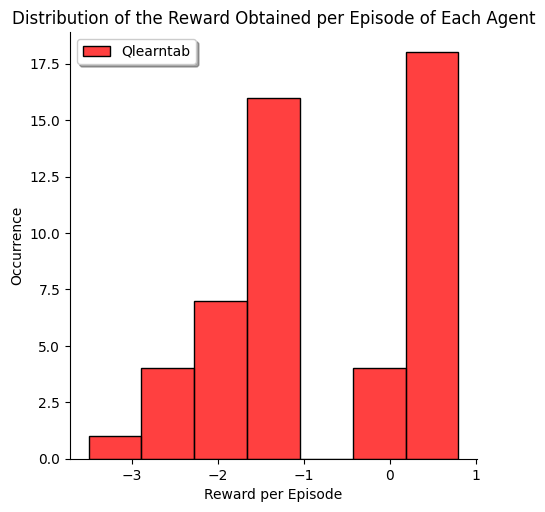 Distribution of the Reward Obtained per Episode of Each Agent
Qlearntab
17.5
15.0
12.5
10.0
7.5
5.0
2.5
0.0
Occurrence
−3 −2 −1 0 1
Reward per Episode